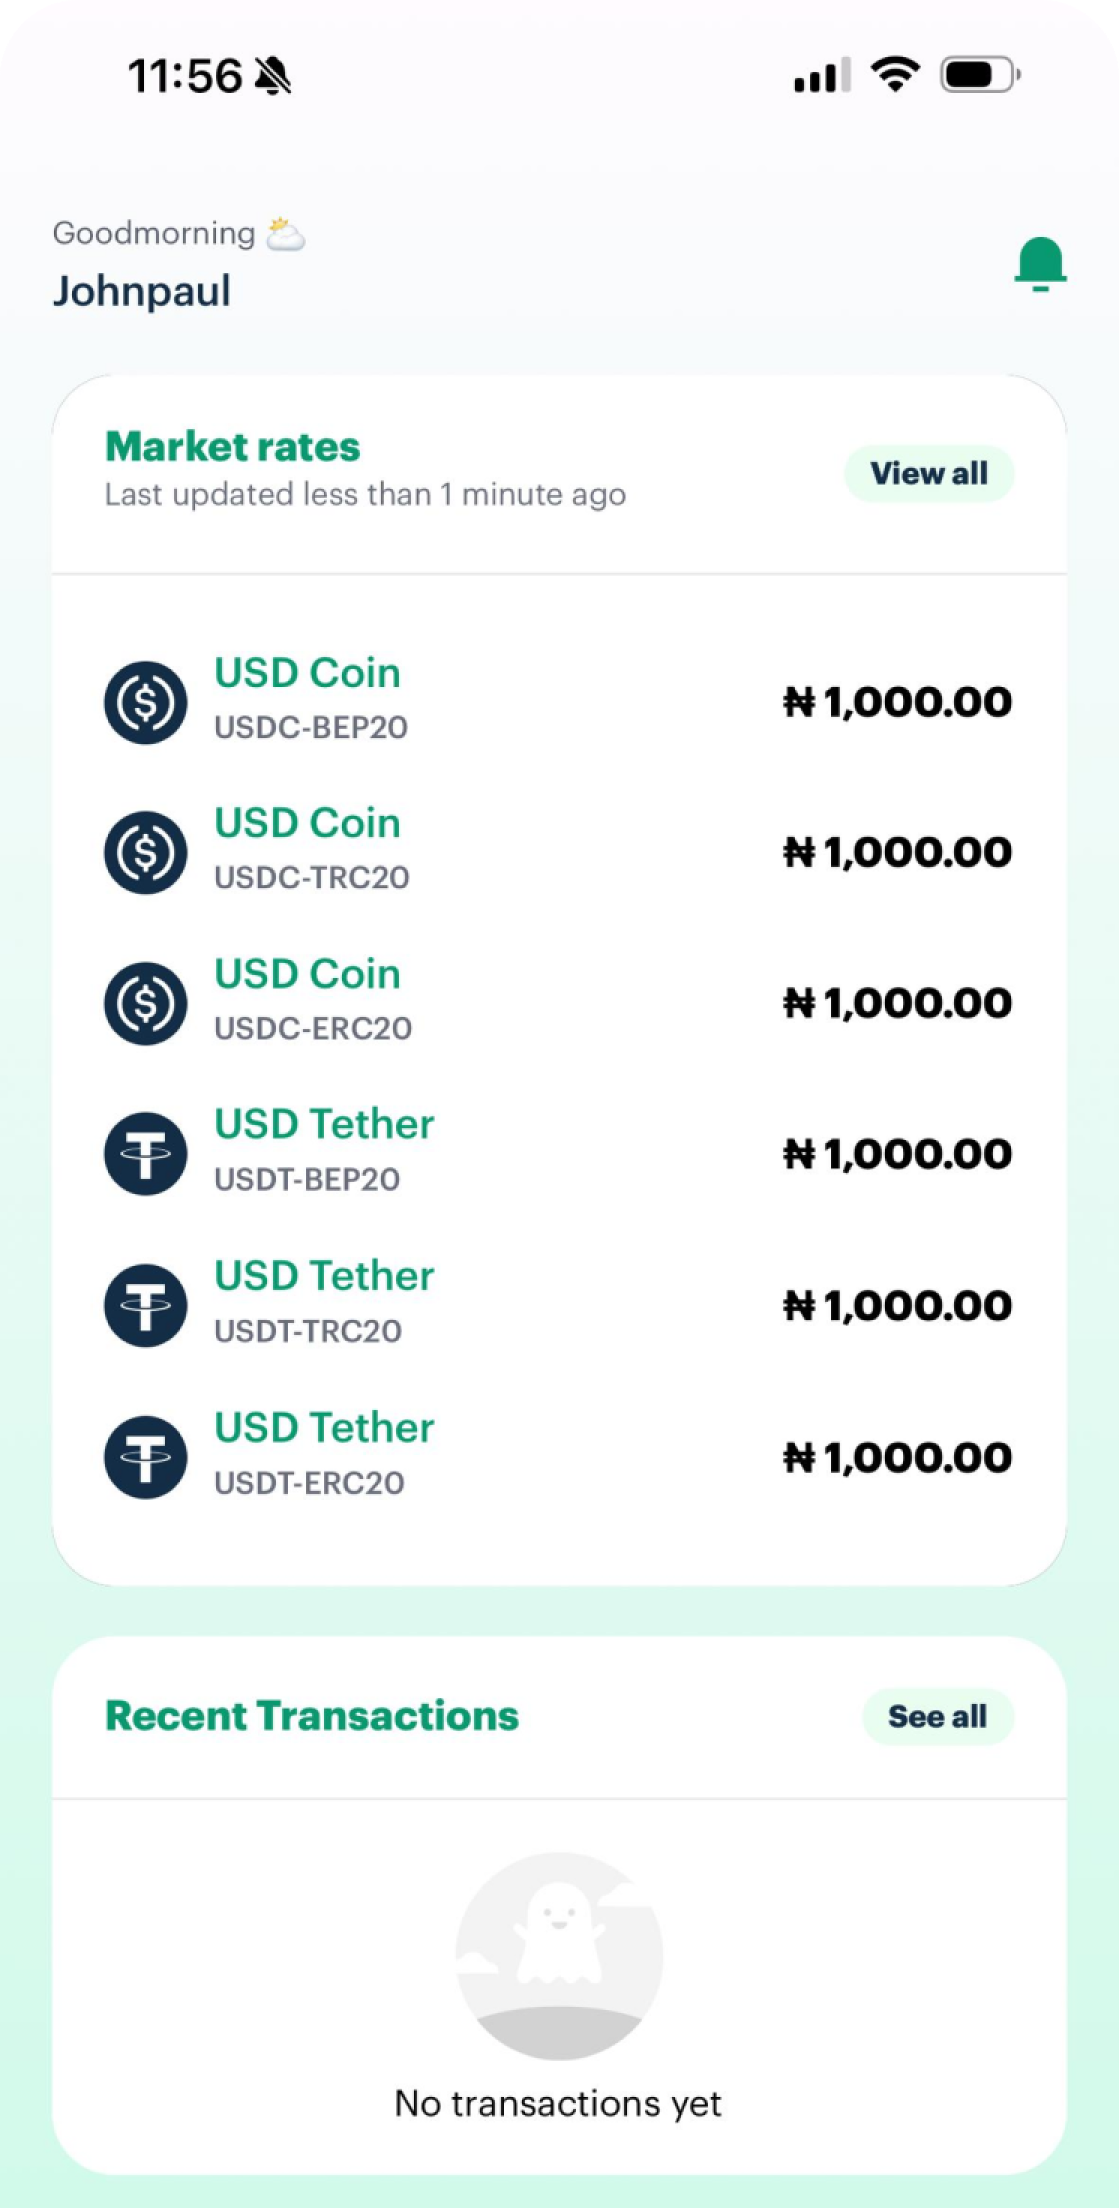 11:56
Goodmorning
Johnpaul
Market rates
Last updated less than 1 minute ago
View all
USD Coin
USDC-BEP20
₦ 1,000.00
USD Coin
USDC-TRC20
₦ 1,000.00
USD Coin
USDC-ERC20
₦ 1,000.00
USD Tether
USDT-BEP20
₦ 1,000.00
USD Tether
USDT-TRC20
₦ 1,000.00
USD Tether
USDT-ERC20
₦ 1,000.00
Recent Transactions
See all
No transactions yet